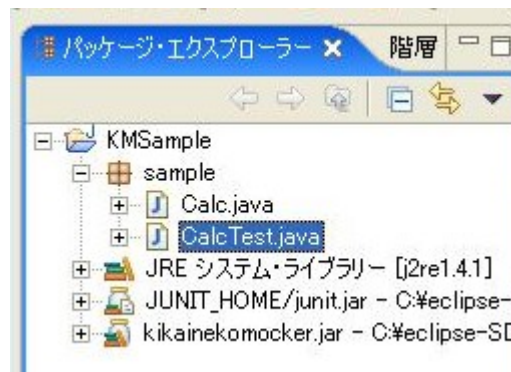 パッケージ・エクスプローラー 階層
KMSample
sample
Calc.java
CalcTest.java
JRE システム・ライブラリー [j2re1.4.1]
JUNIT_HOME/junit.jar - C:¥eclipse-
kikainekomocker.jar - C:¥eclipse-SD